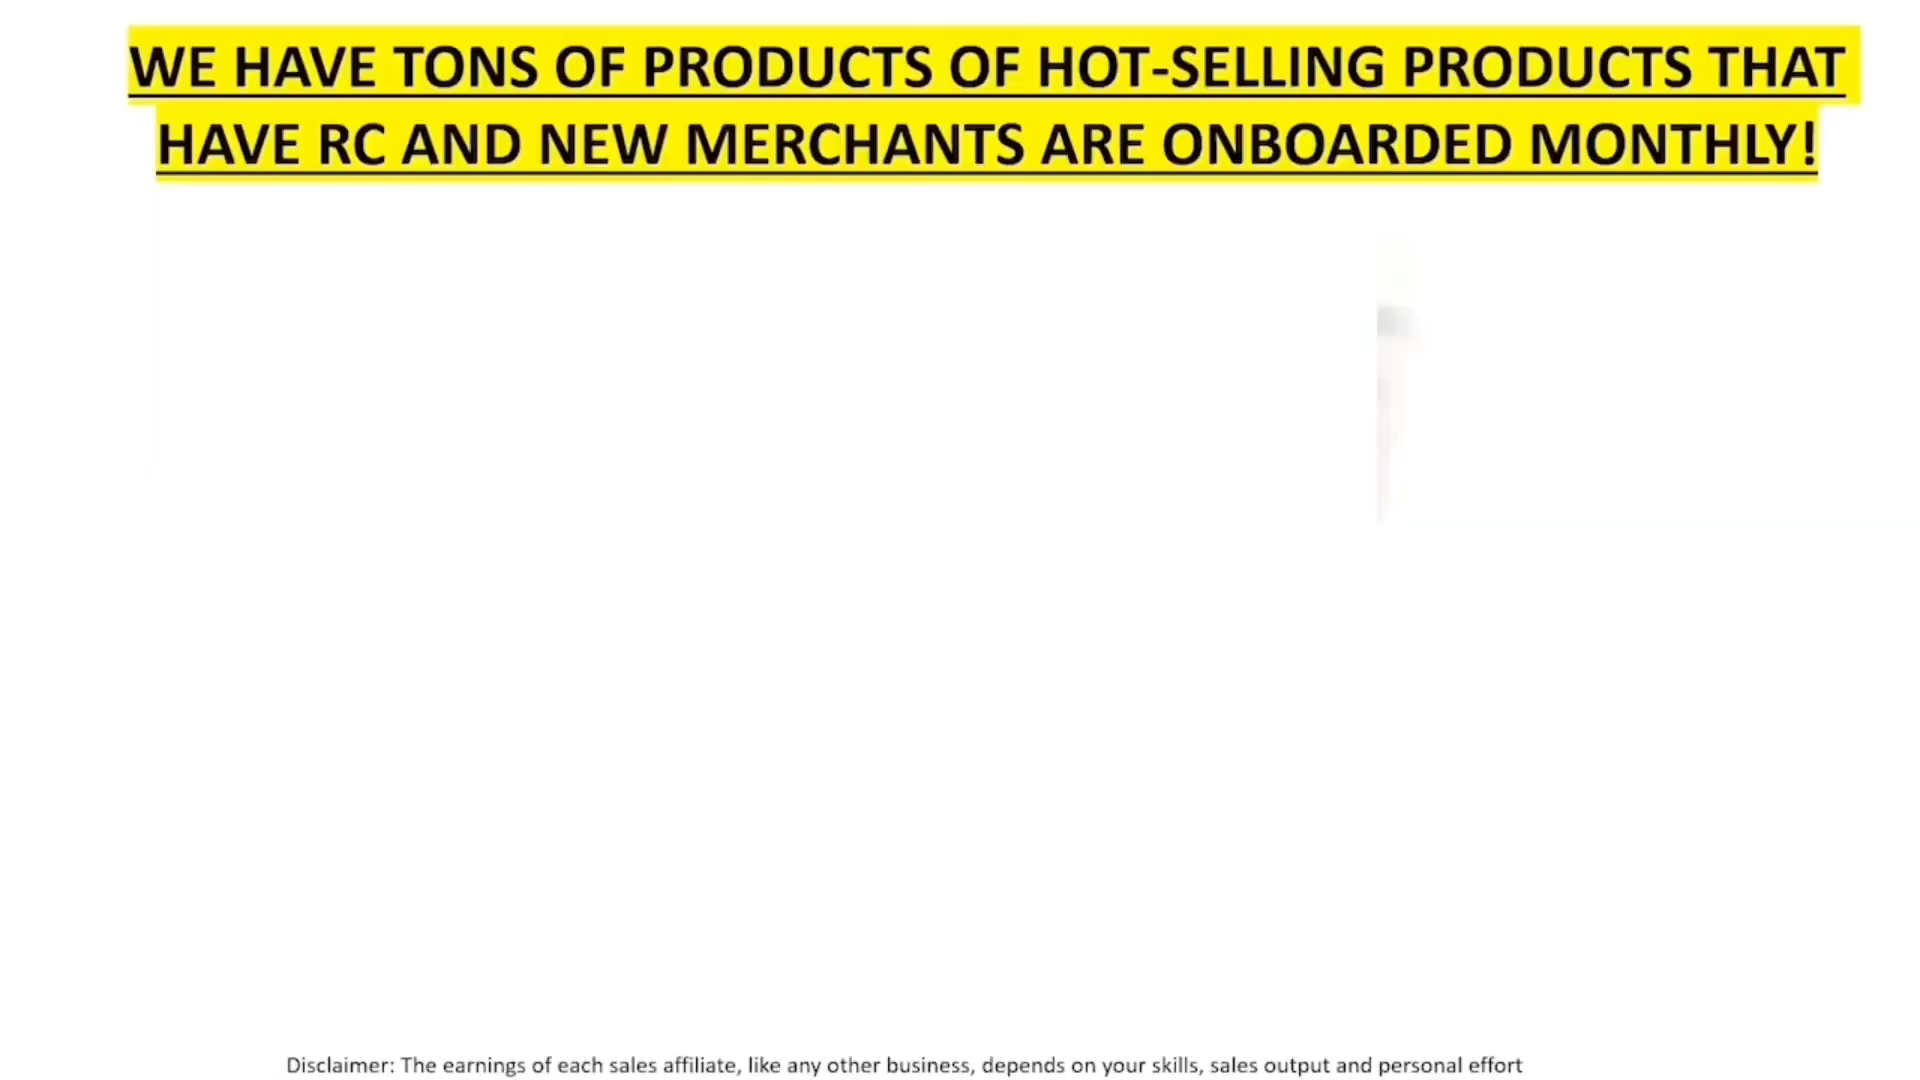 WE HAVE TONS OF PRODUCTS OF HOT-SELLING PRODUCTS THAT
HAVE RC AND NEW MERCHANTS ARE ONBOARDED MONTHLY!
Disclaimer: The earnings of each sales affiliate, like any other business, depends on your skills, sales output and personal effort